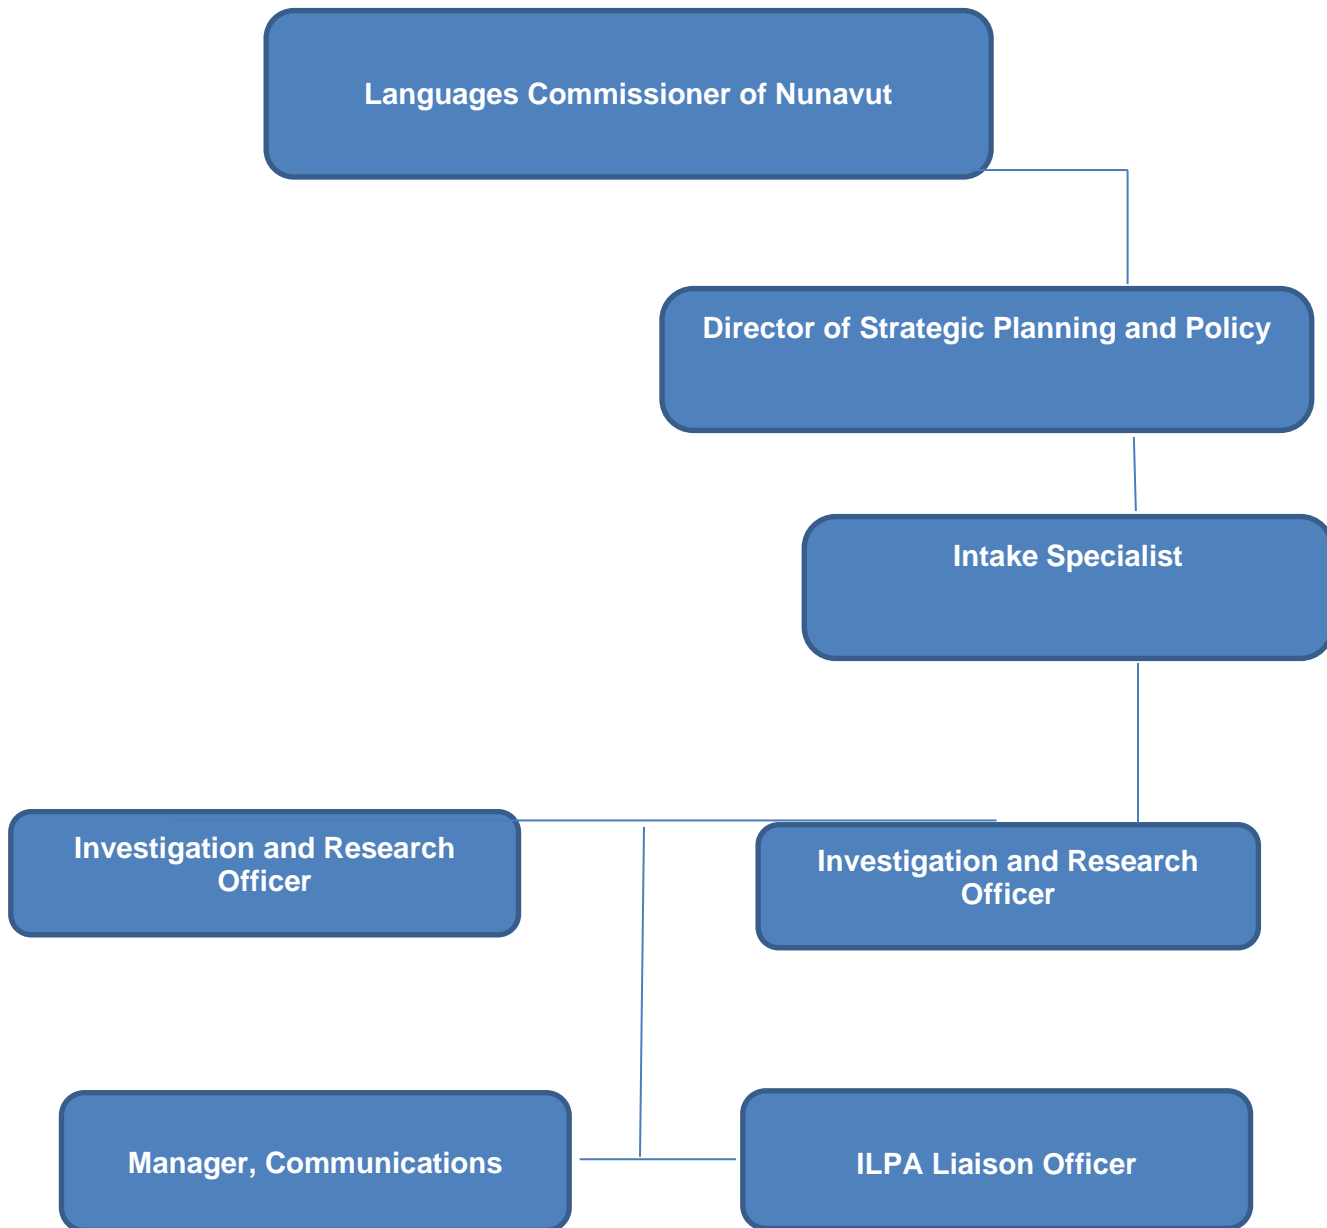 Languages Commissioner of Nunavut
Director of Strategic Planning and Policy
Intake Specialist
Investigation and Research
Officer
Investigation and Research
Officer
Manager, Communications
ILPA Liaison Officer